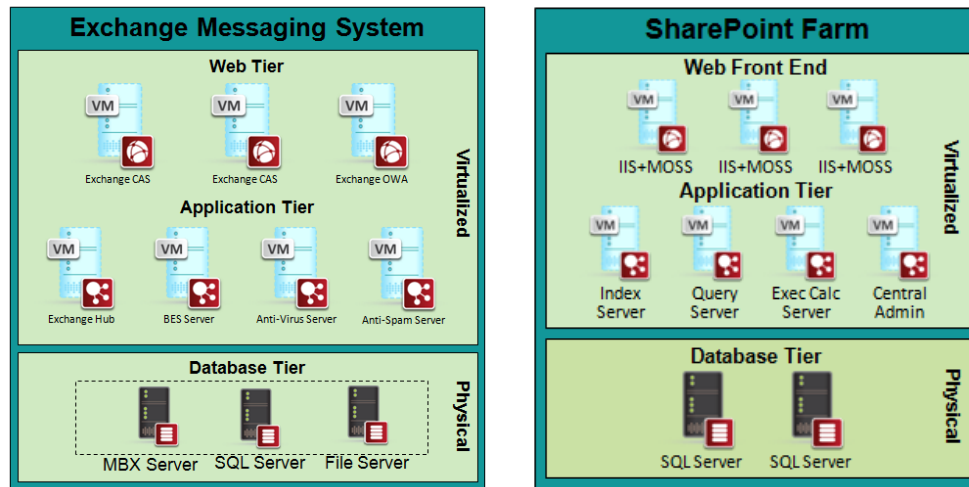 Exchange Messaging System
Web Tier
VM
VM
VM
Exchange CAS
Exchange CAS
Exchange OWA
Application Tier
VM
VM
VM
VM
Exchange Hub
BES Server
Anti-Virus Server
Anti-Spam Server
Virtualized
Database Tier
MBX Server
SQL Server
File Server
Physical
SharePoint Farm
Web Front End
VM
VM
VM
IIS+MOSS
IIS+MOSS
IIS+MOSS
Application Tier
VM
VM
VM
VM
Index
Server
Query
Server
Exec Calc
Server
Central
Admin
Virtualized
Database Tier
SQL Server
SQL Server
Physical